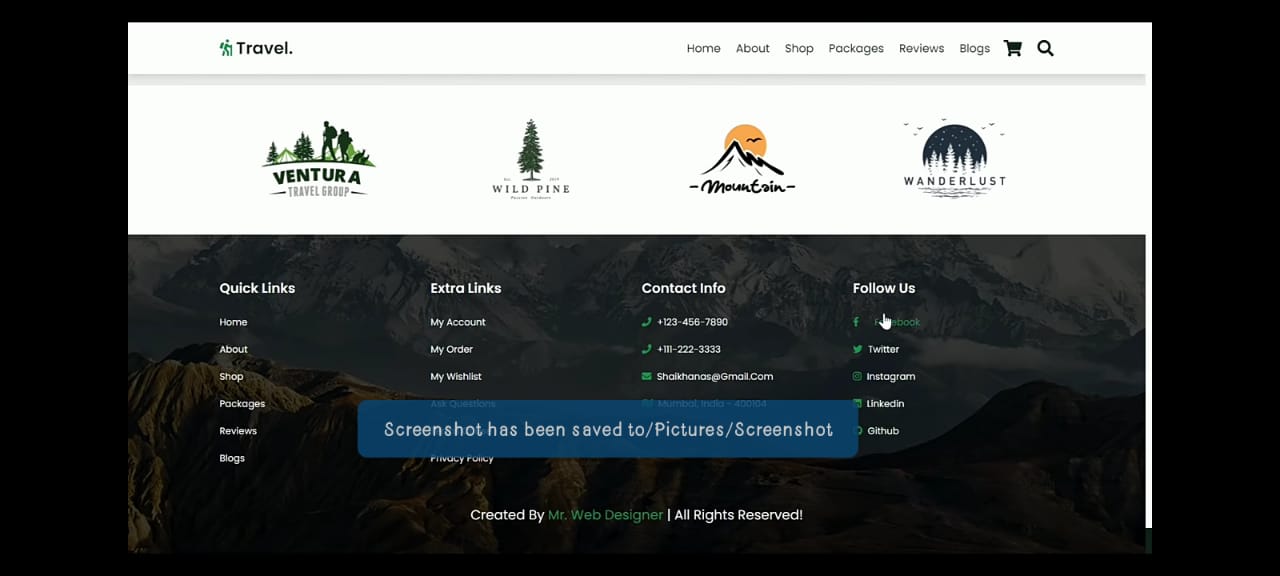 Travel.
Home About Shop Packages Reviews Blogs
VENTURA
TRAVEL GROUP
WILD PINE
Mountain
WANDERLUST
Quick Links
Home
About
Shop
Packages
Reviews
Blogs
Extra Links
My Account
My Order
My Wishlist
Ask Questions
Privacy Policy
Contact Info
+123-456-7890
+111-222-3333
Shaikhanas@Gmail.Com
Mumbai, India - 400104
Follow Us
Facebook
Twitter
Instagram
Linkedin
Github
Screenshot has been saved to/Pictures/Screenshot
Created By Mr. Web Designer | All Rights Reserved!